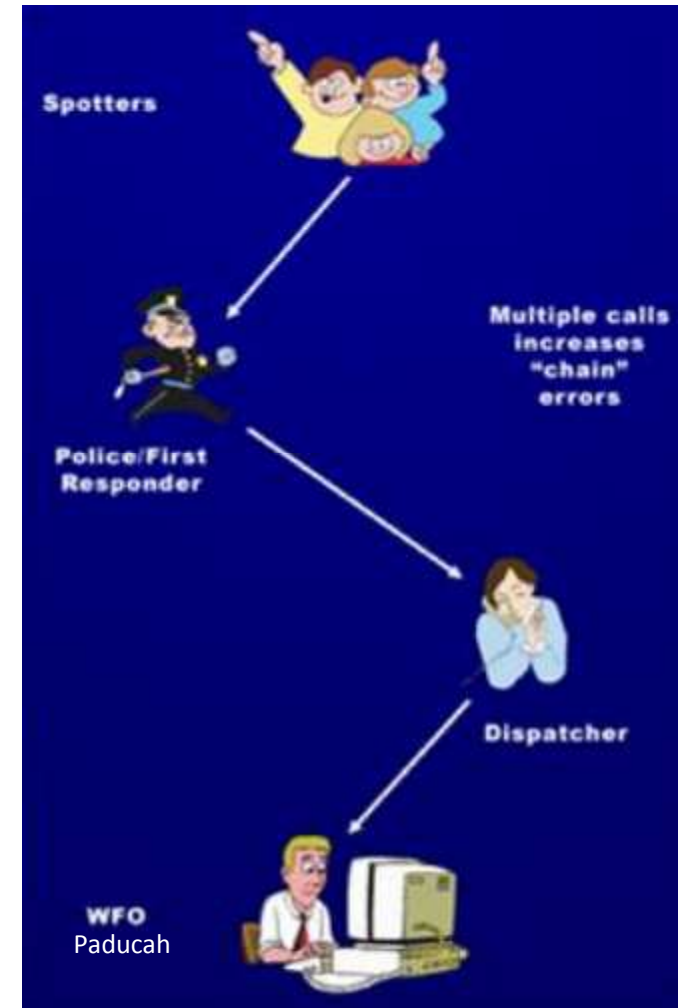 Spotters
Multiple calls
increases
“chain”
errors
Police/First
Responder
Dispatcher
WFO
Paducah